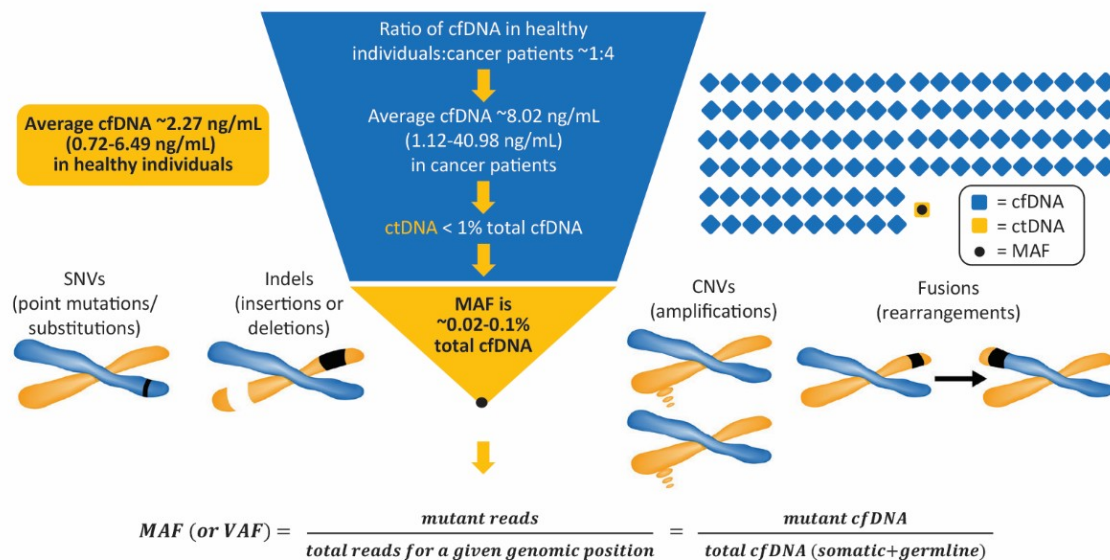 Ratio of cfDNA in healthy
individuals:cancer patients ~1:4
Average cfDNA ~2.27 ng/mL
(0.72-6.49 ng/mL)
in healthy individuals
Average cfDNA ~8.02 ng/mL
(1.12-40.98 ng/mL)
in cancer patients
ctDNA < 1% total cfDNA
= cfDNA
= ctDNA
= MAF
SNVs
(point mutations/
substitutions)
Indels
(insertions or
deletions)
MAF is
~0.02-0.1%
total cfDNA
CNVs
(amplifications)
Fusions
(rearrangements)
MAF (or VAF) = mutant reads / total reads for a given genomic position = mutant cfDNA / total cfDNA (somatic+germline)